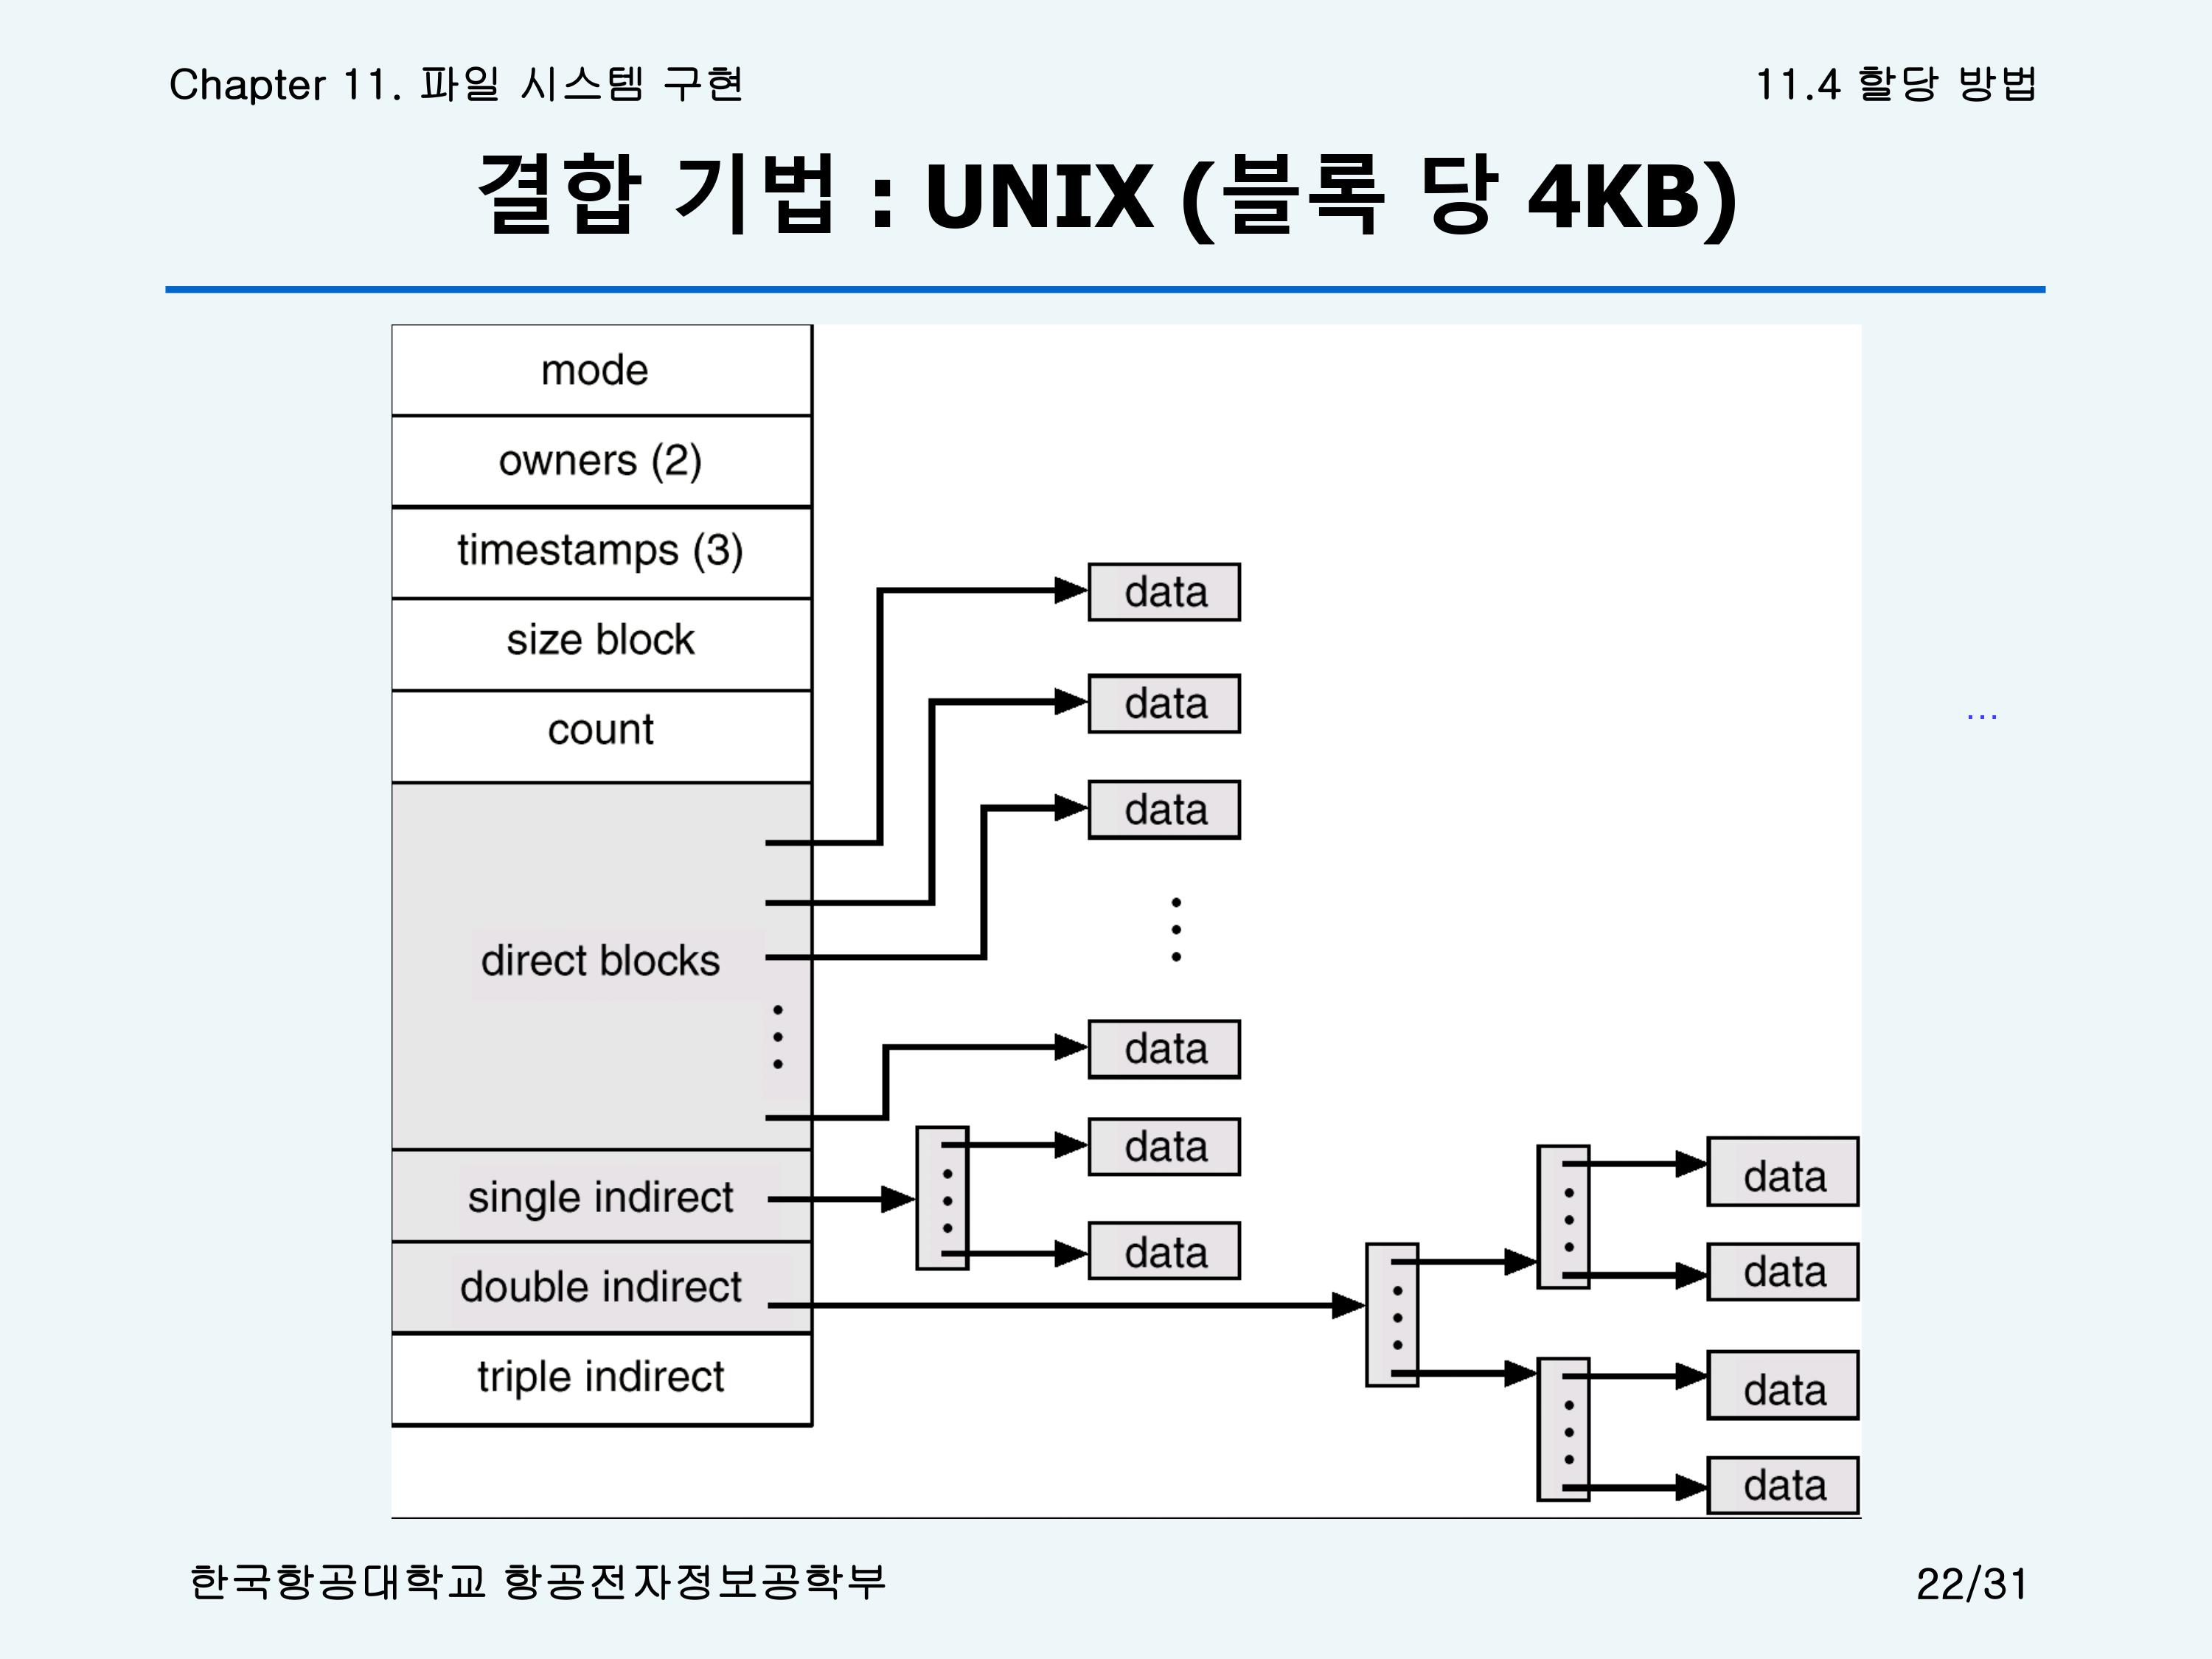 Chapter 11. 파일 시스템 구현
11.4 할당 방법
결합 기법 : UNIX (블록 당 4KB)
mode
owners (2)
timestamps (3)
size block
count
direct blocks
single indirect
double indirect
triple indirect
data
data
data
data
data
data
data
data
data
data
...
한국항공대학교 항공전자정보공학부
22/31